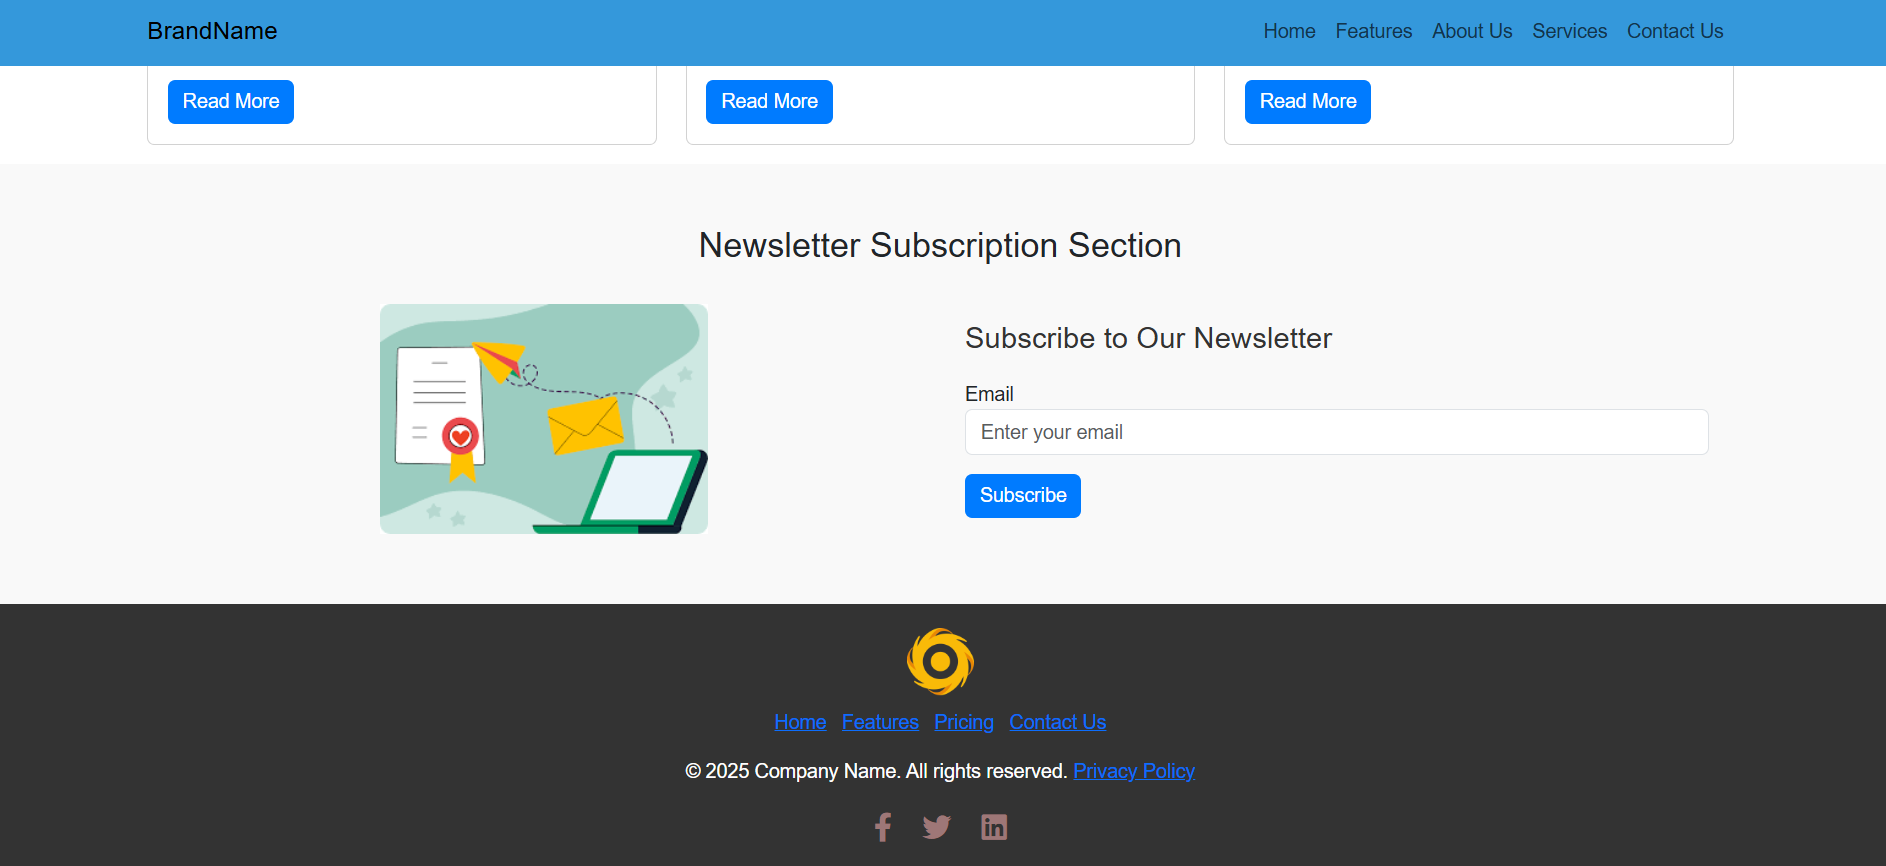 BrandName Home Features About Us Services Contact Us
Read More Read More Read More
Newsletter Subscription Section
Subscribe to Our Newsletter
Email
Enter your email
Subscribe
Home Features Pricing Contact Us
© 2025 Company Name. All rights reserved. Privacy Policy